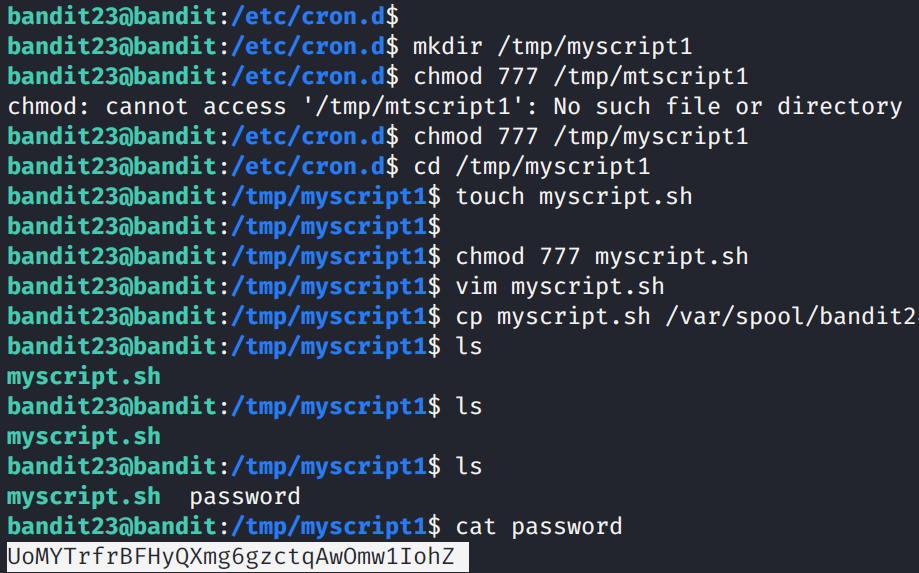 bandit23@bandit:/etc/cron.d$
bandit23@bandit:/etc/cron.d$ mkdir /tmp/myscript1
bandit23@bandit:/etc/cron.d$ chmod 777 /tmp/mtscript1
chmod: cannot access '/tmp/mtscript1': No such file or directory
bandit23@bandit:/etc/cron.d$ chmod 777 /tmp/myscript1
bandit23@bandit:/etc/cron.d$ cd /tmp/myscript1
bandit23@bandit:/tmp/myscript1$ touch myscript.sh
bandit23@bandit:/tmp/myscript1$
bandit23@bandit:/tmp/myscript1$ chmod 777 myscript.sh
bandit23@bandit:/tmp/myscript1$ vim myscript.sh
bandit23@bandit:/tmp/myscript1$ cp myscript.sh /var/spool/bandit2
bandit23@bandit:/tmp/myscript1$ ls
myscript.sh
bandit23@bandit:/tmp/myscript1$ ls
myscript.sh
bandit23@bandit:/tmp/myscript1$ ls
myscript.sh  password
bandit23@bandit:/tmp/myscript1$ cat password
UoMYTrfrBFHyQXmg6gzctqAwOmw1IohZ